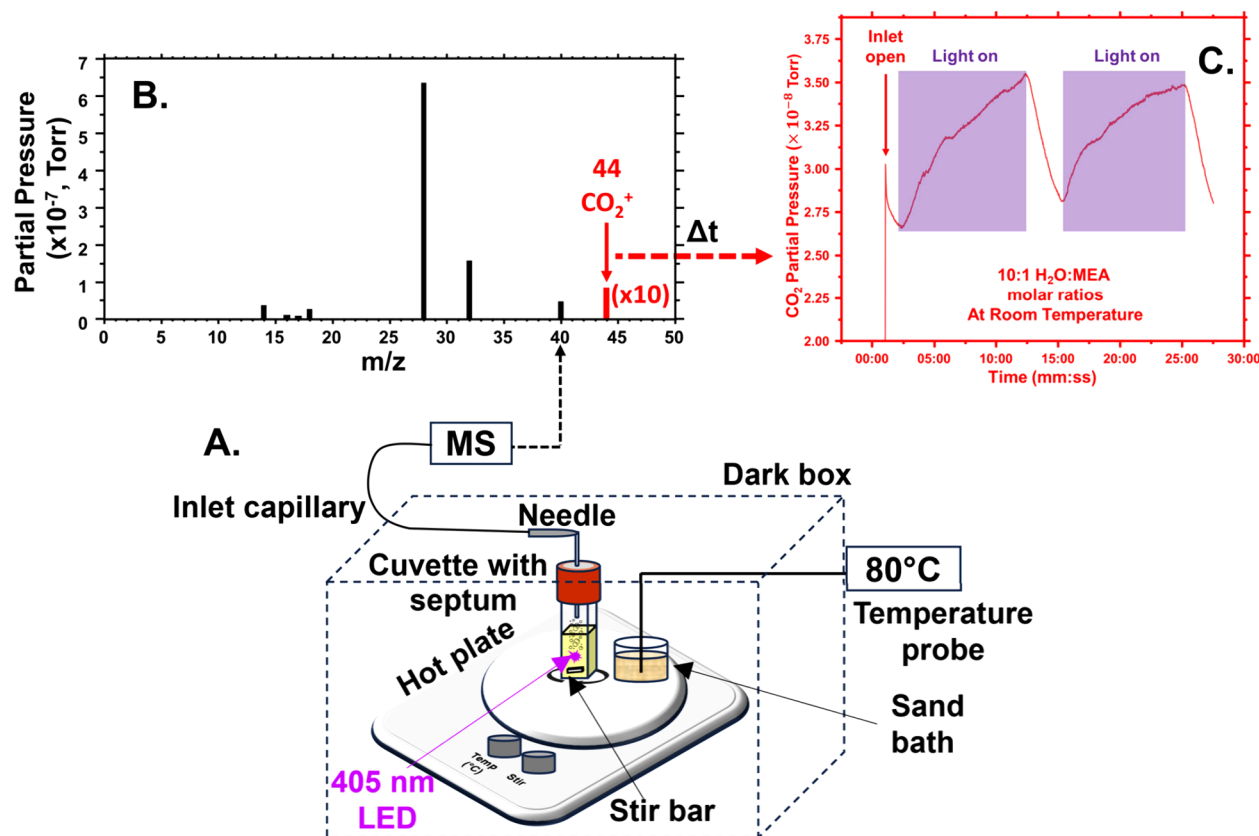 B.
Partial Pressure
(x10⁻⁷, Torr)
7
6
5
4
3
2
1
0
0 5 10 15 20 25 30 35 40 45 50
m/z
44
CO₂⁺
(x10)
Δt
C.
Inlet
open
Light on
Light on
CO₂ Partial Pressure (× 10⁻⁸ Torr)
3.75
3.50
3.25
3.00
2.75
2.50
2.25
2.00
10:1 H₂O:MEA
molar ratios
At Room Temperature
00:00 05:00 10:00 15:00 20:00 25:00 30:00
Time (mm:ss)
A.
MS
Inlet capillary
Needle
Dark box
Cuvette with
septum
Hot plate
80°C
Temperature
probe
Sand
bath
Temp
(°C)
Stir
405 nm
LED
Stir bar